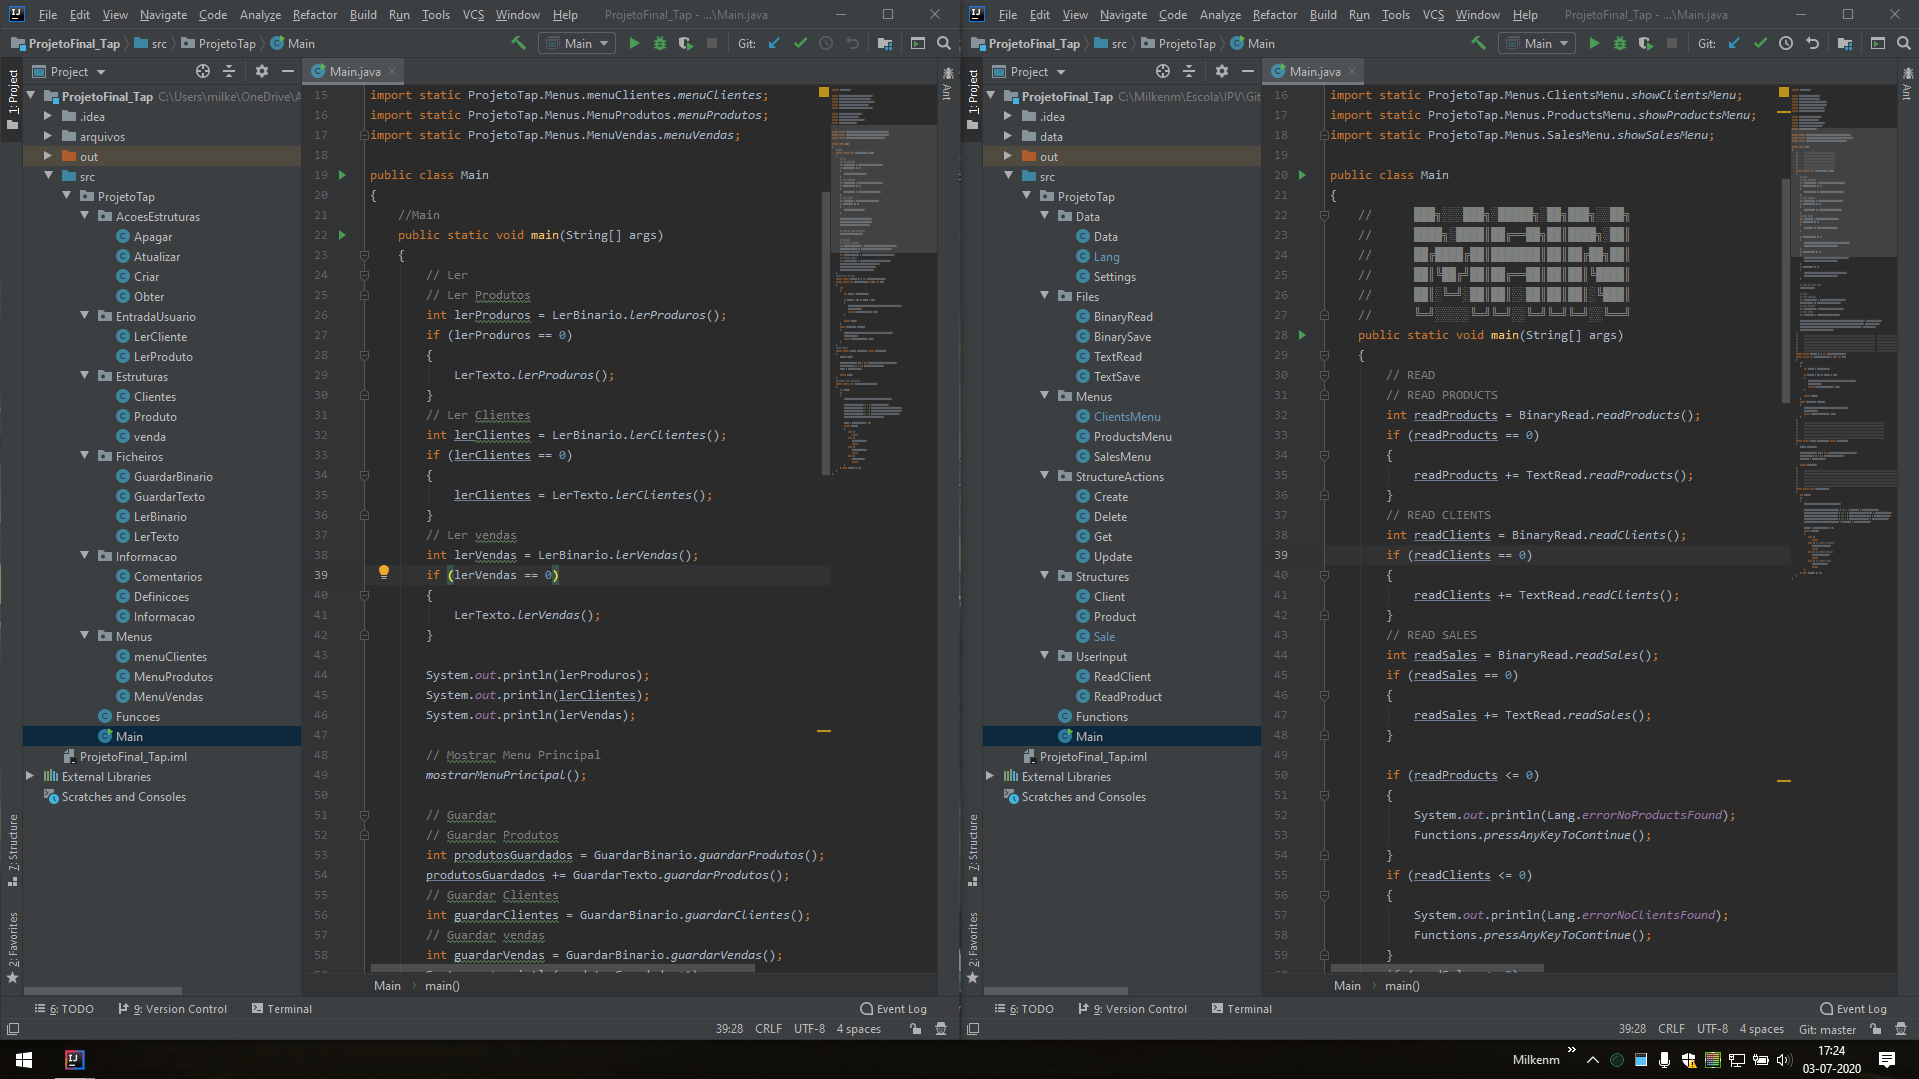 File Edit View Navigate Code Analyze Refactor Build Run Tools VCS Window Help ProjetoFinal_Tap - ...\Main.java
ProjetoFinal_Tap src ProjetoTap Main Main Git:
Project Main.java
1: Project
7: Structure
2: Favorites
Ant
ProjetoFinal_Tap C:\Users\milke\OneDrive\A
.idea
arquivos
out
src
ProjetoTap
AcoesEstruturas
Apagar
Atualizar
Criar
Obter
EntradaUsuario
LerCliente
LerProduto
Estruturas
Clientes
Produto
venda
Ficheiros
GuardarBinario
GuardarTexto
LerBinario
LerTexto
Informacao
Comentarios
Definicoes
Informacao
Menus
menuClientes
MenuProdutos
MenuVendas
Funcoes
Main
ProjetoFinal_Tap.iml
External Libraries
Scratches and Consoles
15 import static ProjetoTap.Menus.menuClientes.menuClientes;
16 import static ProjetoTap.Menus.MenuProdutos.menuProdutos;
17 import static ProjetoTap.Menus.MenuVendas.menuVendas;
18
19 public class Main
20 {
21 //Main
22 public static void main(String[] args)
23 {
24 // Ler
25 // Ler Produtos
26 int lerProduros = LerBinario.lerProduros();
27 if (lerProduros == 0)
28 {
29 LerTexto.lerProduros();
30 }
31 // Ler Clientes
32 int lerClientes = LerBinario.lerClientes();
33 if (lerClientes == 0)
34 {
35 lerClientes = LerTexto.lerClientes();
36 }
37 // Ler vendas
38 int lerVendas = LerBinario.lerVendas();
39 if (lerVendas == 0)
40 {
41 LerTexto.lerVendas();
42 }
43
44 System.out.println(lerProduros);
45 System.out.println(lerClientes);
46 System.out.println(lerVendas);
47
48 // Mostrar Menu Principal
49 mostrarMenuPrincipal();
50
51 // Guardar
52 // Guardar Produtos
53 int produtosGuardados = GuardarBinario.guardarProdutos();
54 produtosGuardados += GuardarTexto.guardarProdutos();
55 // Guardar Clientes
56 int guardarClientes = GuardarBinario.guardarClientes();
57 // Guardar vendas
58 int guardarVendas = GuardarBinario.guardarVendas();
Main main()
6: TODO 9: Version Control Terminal Event Log
39:28 CRLF UTF-8 4 spaces
File Edit View Navigate Code Analyze Refactor Build Run Tools VCS Window Help ProjetoFinal_Tap - ...\Main.java
ProjetoFinal_Tap src ProjetoTap Main Main Git:
Project Main.java
1: Project
7: Structure
2: Favorites
Ant
ProjetoFinal_Tap C:\Milkenm\Escola\IPV\Git
.idea
data
out
src
ProjetoTap
Data
Data
Lang
Settings
Files
BinaryRead
BinarySave
TextRead
TextSave
Menus
ClientsMenu
ProductsMenu
SalesMenu
StructureActions
Create
Delete
Get
Update
Structures
Client
Product
Sale
UserInput
ReadClient
ReadProduct
Functions
Main
ProjetoFinal_Tap.iml
External Libraries
Scratches and Consoles
16 import static ProjetoTap.Menus.ClientsMenu.showClientsMenu;
17 import static ProjetoTap.Menus.ProductsMenu.showProductsMenu;
18 import static ProjetoTap.Menus.SalesMenu.showSalesMenu;
19
20 public class Main
21 {
22 // MAIN
23 //
24 //
25 //
26 //
27 //
28 public static void main(String[] args)
29 {
30 // READ
31 // READ PRODUCTS
32 int readProducts = BinaryRead.readProducts();
33 if (readProducts == 0)
34 {
35 readProducts += TextRead.readProducts();
36 }
37 // READ CLIENTS
38 int readClients = BinaryRead.readClients();
39 if (readClients == 0)
40 {
41 readClients += TextRead.readClients();
42 }
43 // READ SALES
44 int readSales = BinaryRead.readSales();
45 if (readSales == 0)
46 {
47 readSales += TextRead.readSales();
48 }
49
50 if (readProducts <= 0)
51 {
52 System.out.println(Lang.errorNoProductsFound);
53 Functions.pressAnyKeyToContinue();
54 }
55 if (readClients <= 0)
56 {
57 System.out.println(Lang.errorNoClientsFound);
58 Functions.pressAnyKeyToContinue();
59 }
Main main()
6: TODO 9: Version Control Terminal Event Log
39:28 CRLF UTF-8 4 spaces Git: master
Milkenm 17:24
03-07-2020